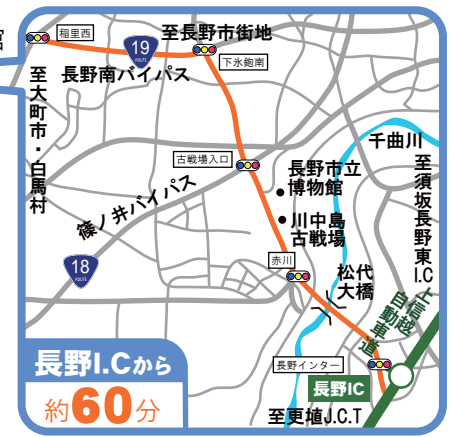 宮
稲里西
19
ROUTE
至長野市街地
下氷鉋南
長野南バイパス
至大町市・白馬村
千曲川
古戦場入口
長野市立
博物館
至須坂長野東I.C
川中島
古戦場
篠ノ井バイパス
18
ROUTE
赤川
松代
大橋
上信越
自動車道
長野インター
長野IC
至更埴J.C.T
長野I.Cから
約60分